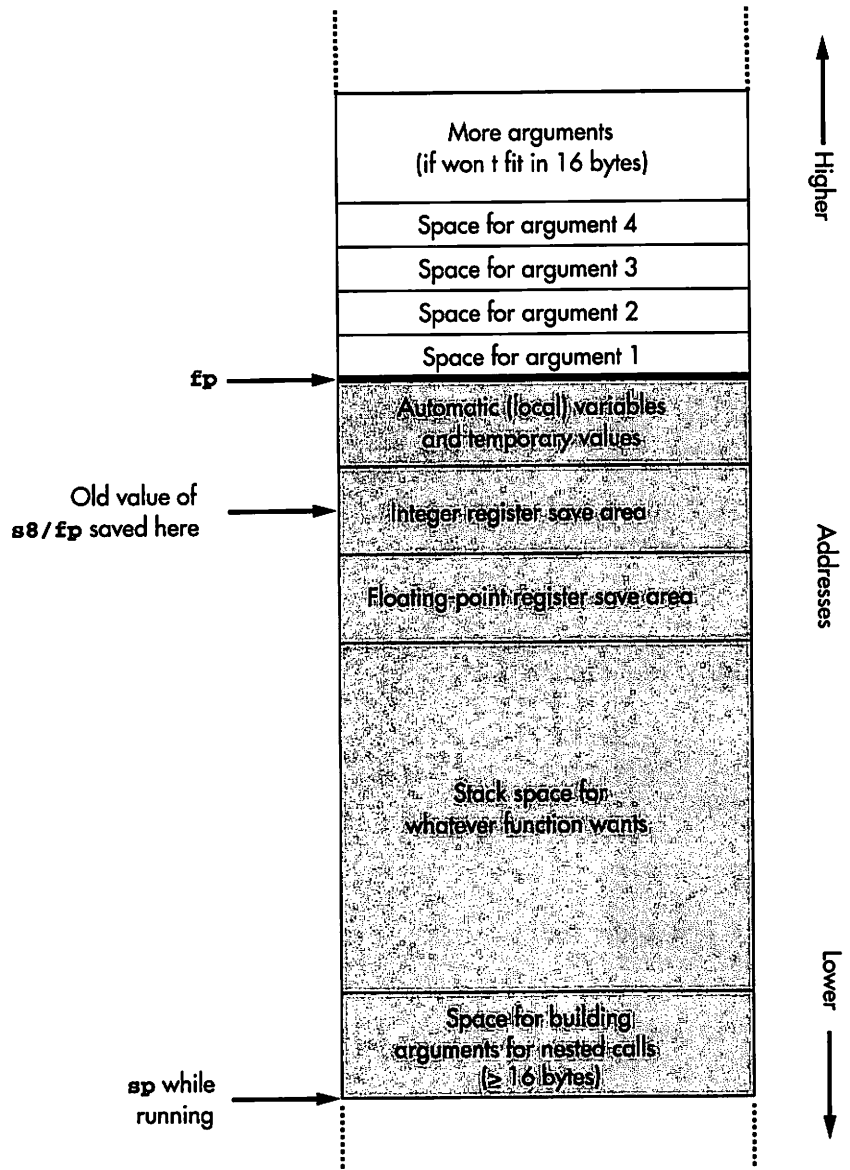 More arguments
(if won t fit in 16 bytes)
Space for argument 4
Space for argument 3
Space for argument 2
Space for argument 1
fp
Automatic (local) variables
and temporary values
Old value of
s8/fp saved here
Integer register save area
Floating-point register save area
Stack space for
whatever function wants
Space for building
arguments for nested calls
(≥ 16 bytes)
sp while
running
Higher
Addresses
Lower